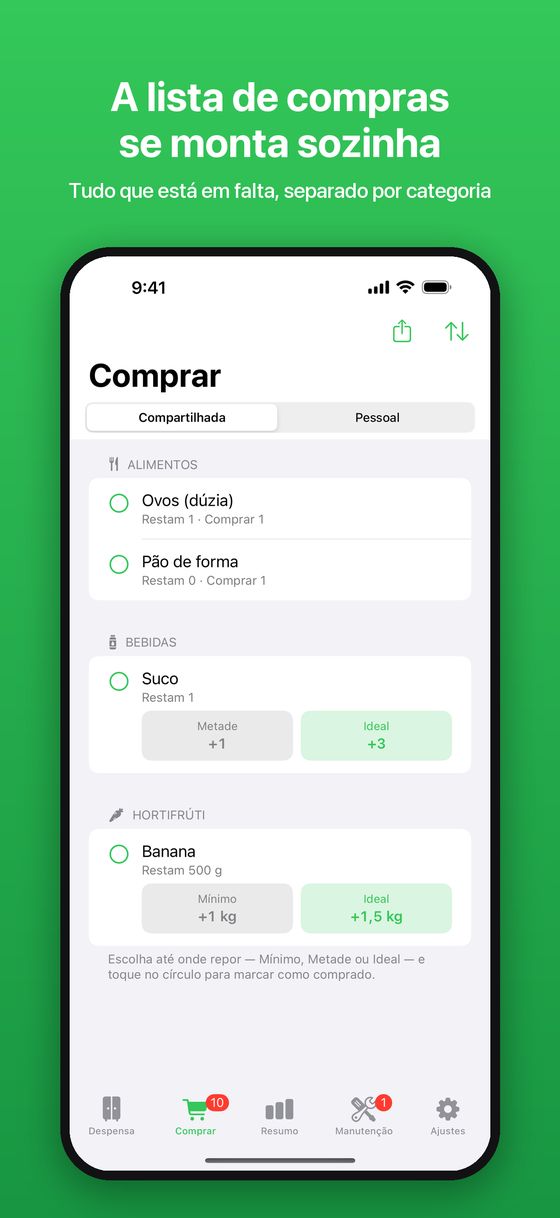 A lista de compras
se monta sozinha
Tudo que está em falta, separado por categoria
9:41
Comprar
Compartilhada
Pessoal
ALIMENTOS
Ovos (dúzia)
Restam 1 · Comprar 1
Pão de forma
Restam 0 · Comprar 1
BEBIDAS
Suco
Restam 1
Metade
+1
Ideal
+3
HORTIFRÚTI
Banana
Restam 500 g
Mínimo
+1 kg
Ideal
+1,5 kg
Escolha até onde repor — Mínimo, Metade ou Ideal — e
toque no círculo para marcar como comprado.
10
1
Despensa
Comprar
Resumo
Manutenção
Ajustes